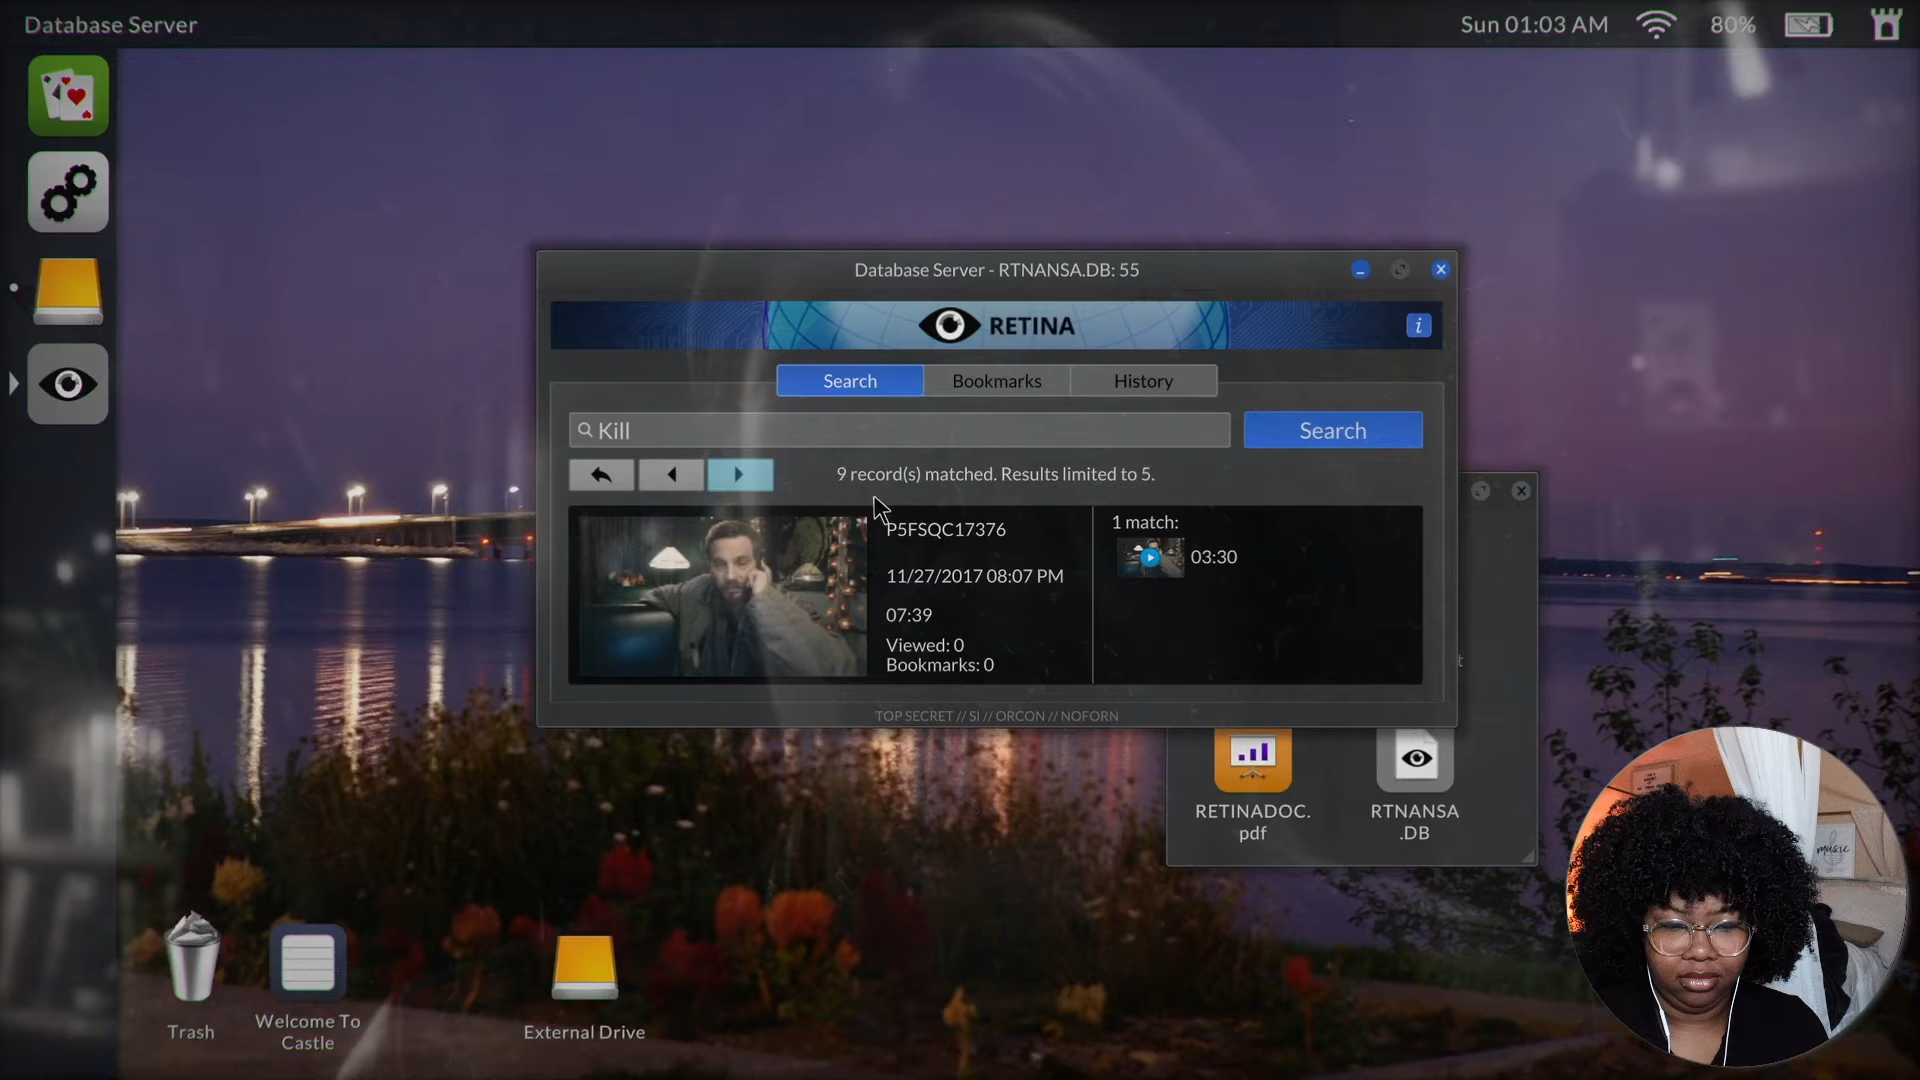 Database Server
Sun 01:03 AM
80%
Database Server - RTNANSA.DB: 55
RETINA
i
Search
Bookmarks
History
Kill
Search
9 record(s) matched. Results limited to 5.
P5FSQC17376
11/27/2017 08:07 PM
07:39
Viewed: 0
Bookmarks: 0
1 match:
03:30
TOP SECRET // SI // ORCON // NOFORN
t
RETINADOC.
pdf
RTNANSA
.DB
Trash
Welcome To
Castle
External Drive
music